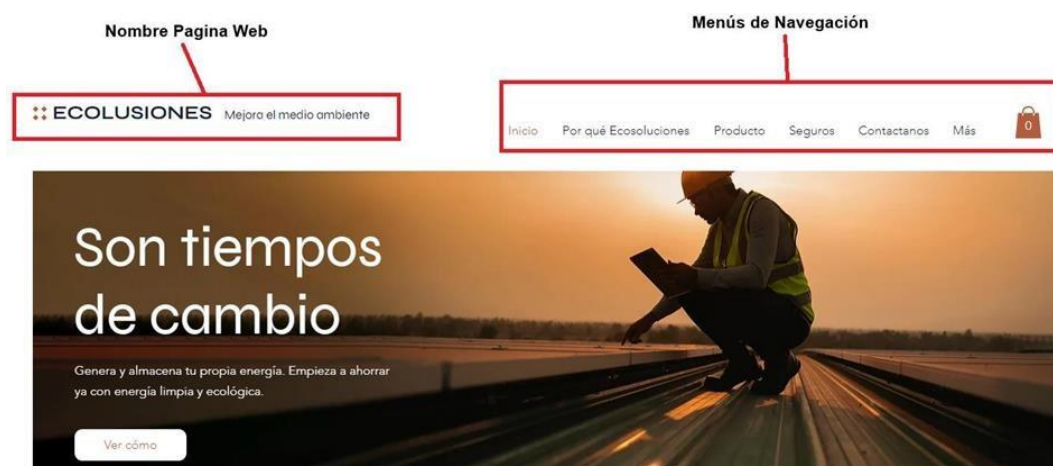 Nombre Pagina Web
Menús de Navegación
ECOLUSIONES Mejora el medio ambiente
Inicio Por qué Ecosoluciones Producto Seguros Contactanos Más 0
Son tiempos
de cambio
Genera y almacena tu propia energía. Empieza a ahorrar
ya con energía limpia y ecológica.
Ver cómo